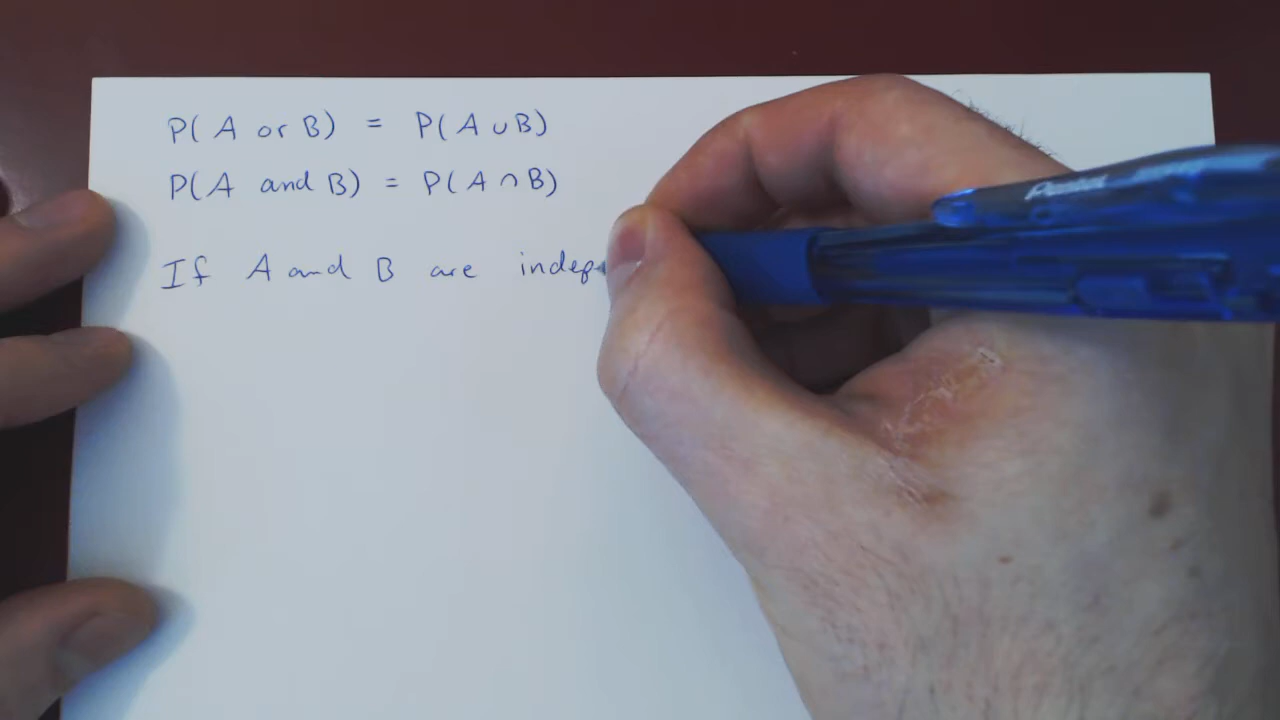 P(A or B) = P(A ∪ B)
P(A and B) = P(A ∩ B)
If A and B are indep
Pentel